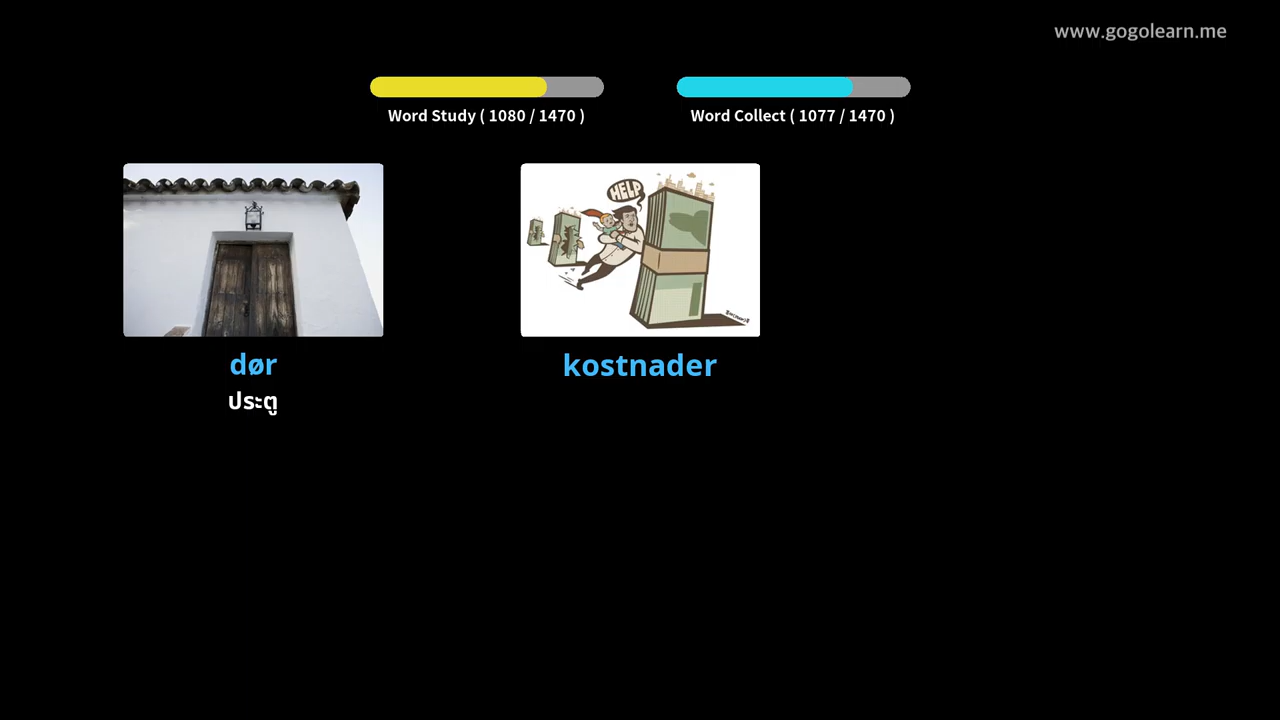 www.gogolearn.me
Word Study ( 1080 / 1470 )
Word Collect ( 1077 / 1470 )
HELP
dør
kostnader
ประตู